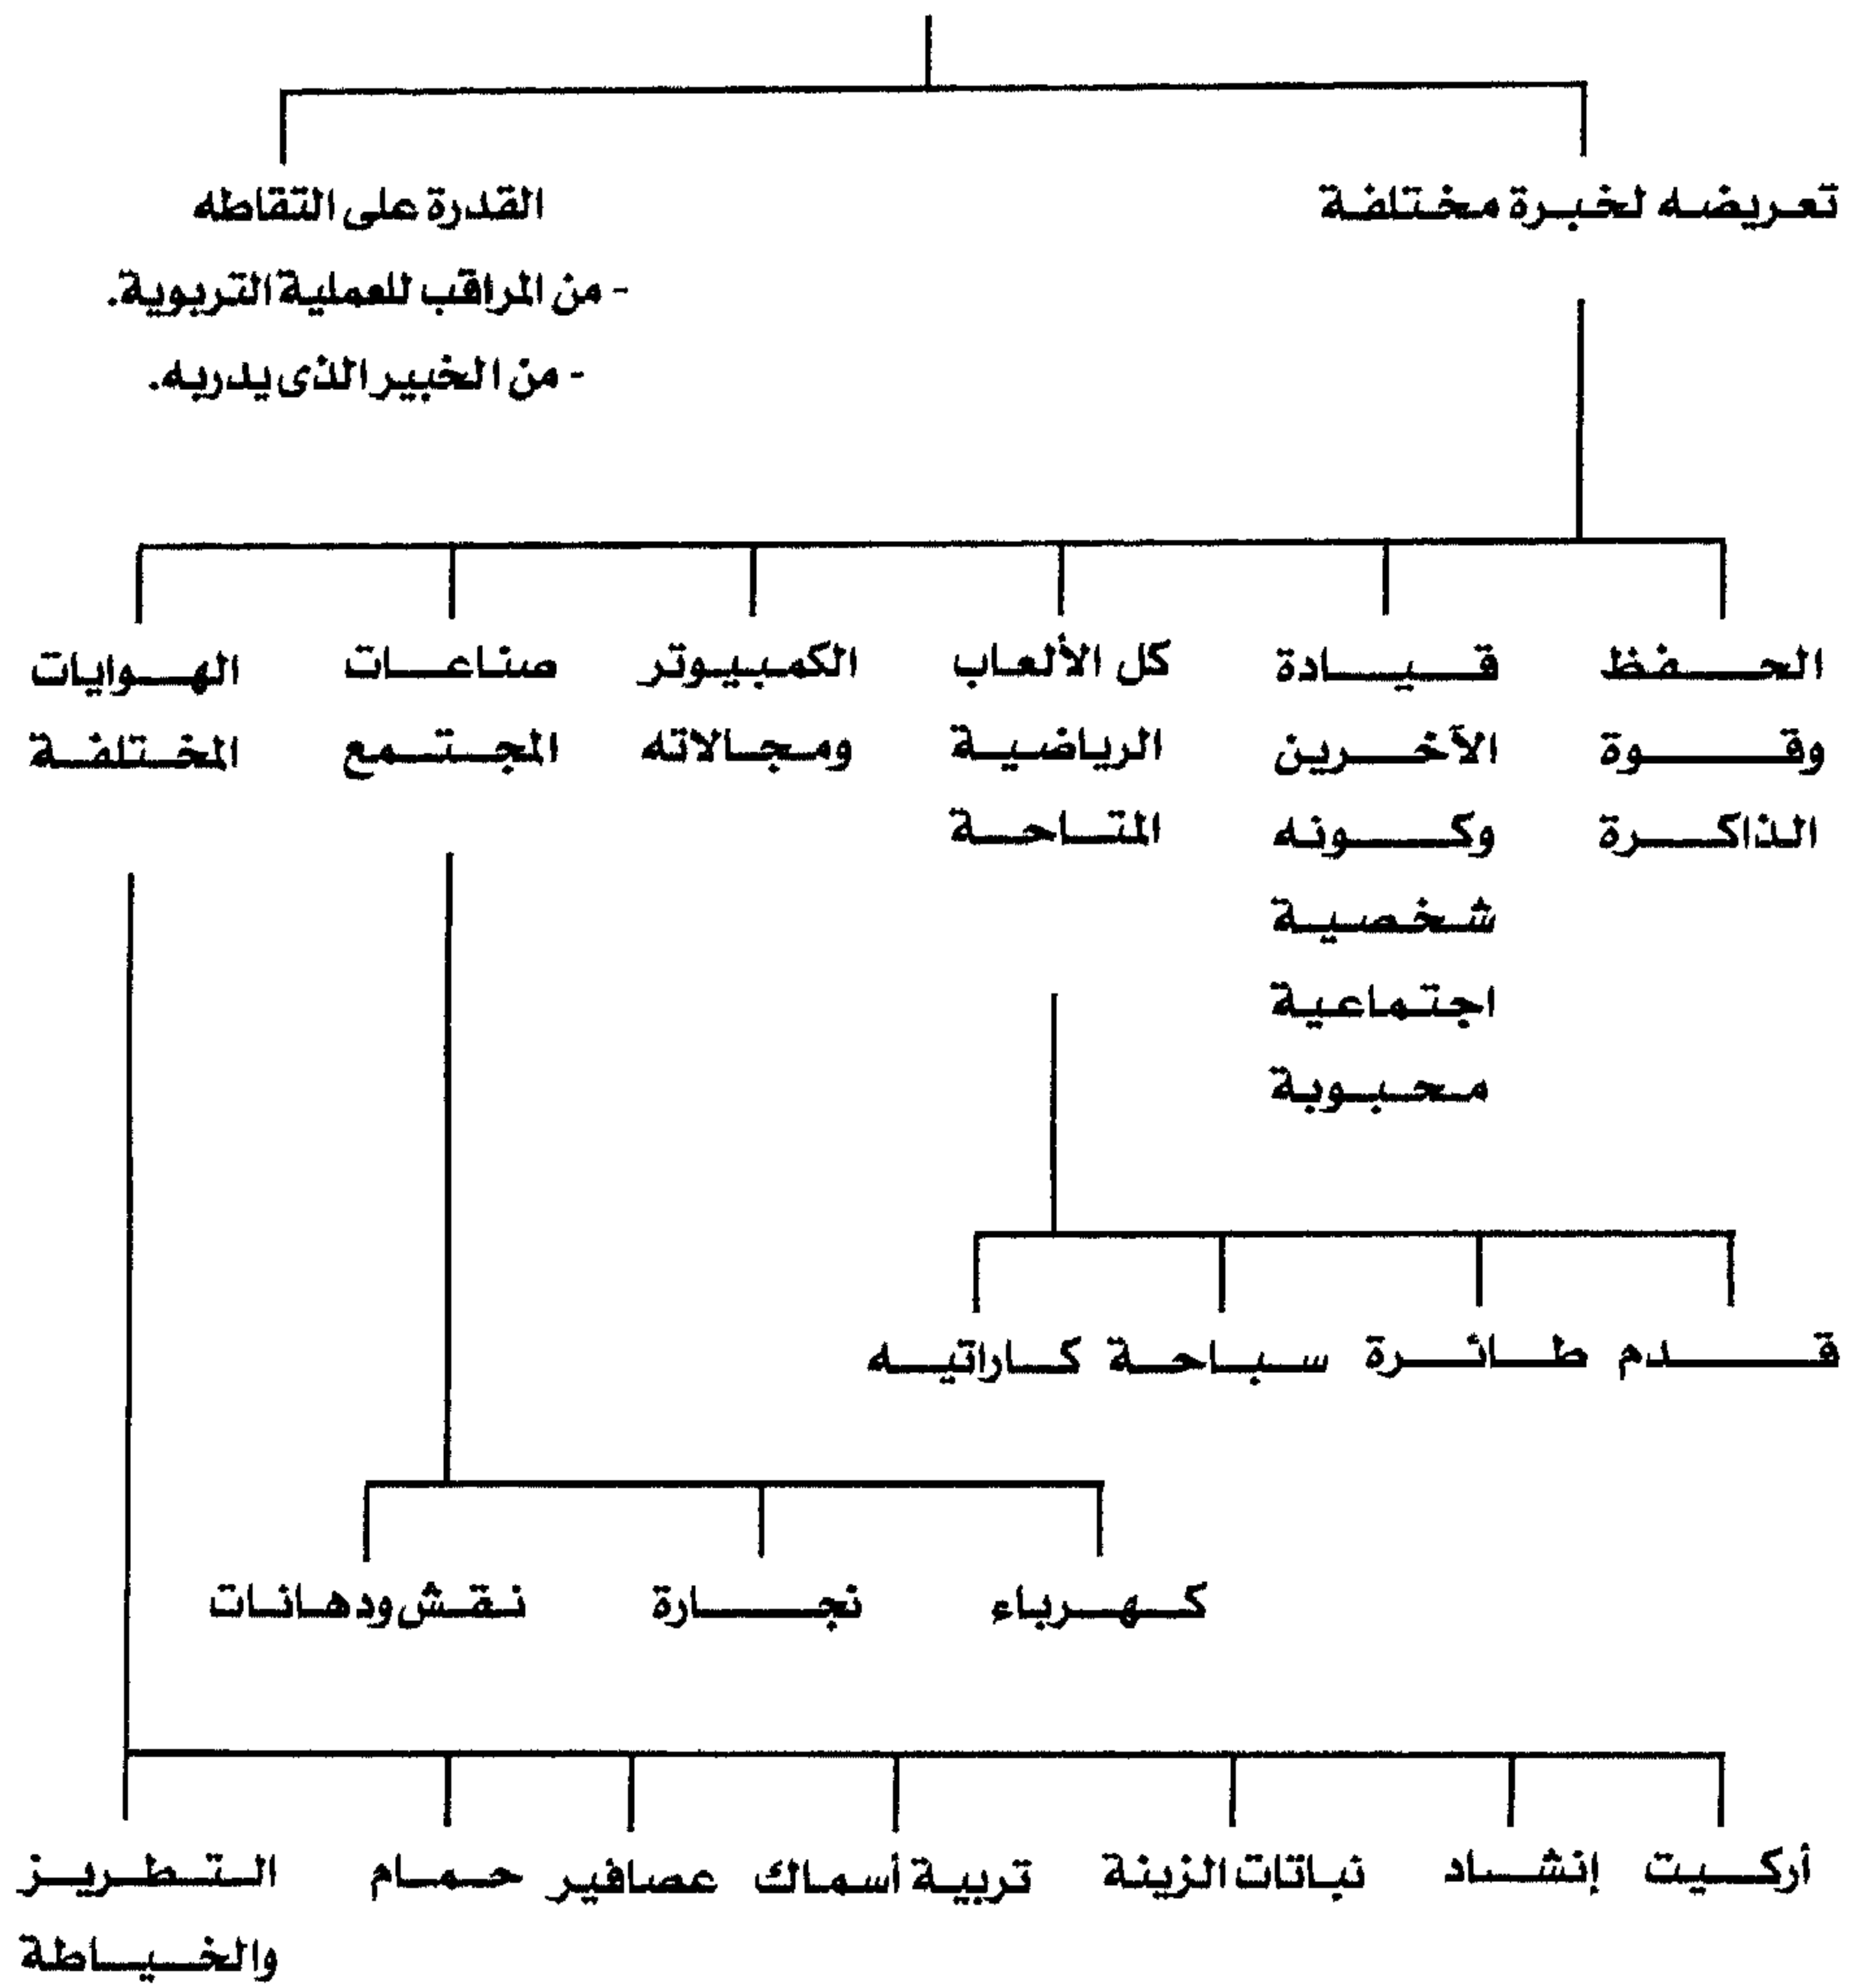 تعريضه لخبرة مختلفة
القدرة على التقاطه
- من المراقب للعملية التربوية.
- من الخبير الذى يدربه.
الحفظ
وقوة
الذاكرة
قيادة
الآخرين
وكونه
شخصية
اجتماعية
محبوبة
كل الألعاب
الرياضية
المتاحة
الكمبيوتر
ومجالاته
صناعات
المجتمع
الهوايات
المختلفة
قدم
طائرة
سباحة
كاراتيه
كهرباء
نجارة
نقش ودهانات
أركيت
إنشاد
نباتات الزينة
تربية أسماك
عصافير
حمام
التطريز
والخياطة